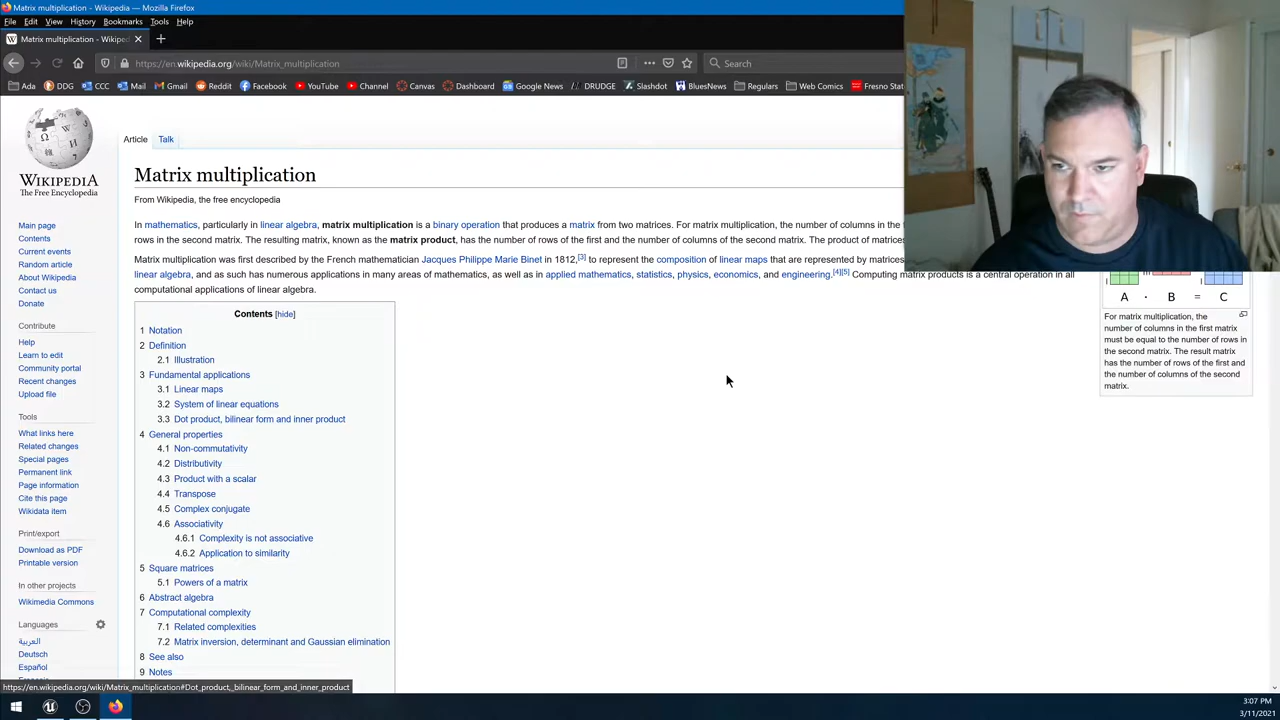 Matrix multiplication - Wikipedia — Mozilla Firefox
File Edit View History Bookmarks Tools Help
Matrix multiplication - Wikiped
https://en.wikipedia.org/wiki/Matrix_multiplication
Search
Ada DDG CCC Mail Gmail Reddit Facebook YouTube Channel Canvas Dashboard Google News DRUDGE Slashdot BluesNews Regulars Web Comics Fresno Stat
WIKIPEDIA
The Free Encyclopedia
Main page
Contents
Current events
Random article
About Wikipedia
Contact us
Donate
Contribute
Help
Learn to edit
Community portal
Recent changes
Upload file
Tools
What links here
Related changes
Special pages
Permanent link
Page information
Cite this page
Wikidata item
Print/export
Download as PDF
Printable version
In other projects
Wikimedia Commons
Languages
العربية
Deutsch
Español
Article Talk
Matrix multiplication
From Wikipedia, the free encyclopedia
In mathematics, particularly in linear algebra, matrix multiplication is a binary operation that produces a matrix from two matrices. For matrix multiplication, the number of columns in the
rows in the second matrix. The resulting matrix, known as the matrix product, has the number of rows of the first and the number of columns of the second matrix. The product of matrices
Matrix multiplication was first described by the French mathematician Jacques Philippe Marie Binet in 1812,[3] to represent the composition of linear maps that are represented by matrices
linear algebra, and as such has numerous applications in many areas of mathematics, as well as in applied mathematics, statistics, physics, economics, and engineering.[4][5] Computing matrix products is a central operation in all
computational applications of linear algebra.
Contents [hide]
1 Notation
2 Definition
2.1 Illustration
3 Fundamental applications
3.1 Linear maps
3.2 System of linear equations
3.3 Dot product, bilinear form and inner product
4 General properties
4.1 Non-commutativity
4.2 Distributivity
4.3 Product with a scalar
4.4 Transpose
4.5 Complex conjugate
4.6 Associativity
4.6.1 Complexity is not associative
4.6.2 Application to similarity
5 Square matrices
5.1 Powers of a matrix
6 Abstract algebra
7 Computational complexity
7.1 Related complexities
7.2 Matrix inversion, determinant and Gaussian elimination
8 See also
9 Notes
A · B = C
For matrix multiplication, the
number of columns in the first matrix
must be equal to the number of rows in
the second matrix. The result matrix
has the number of rows of the first and
the number of columns of the second
matrix.
https://en.wikipedia.org/wiki/Matrix_multiplication#Dot_product,_bilinear_form_and_inner_product
3:07 PM
3/11/2021